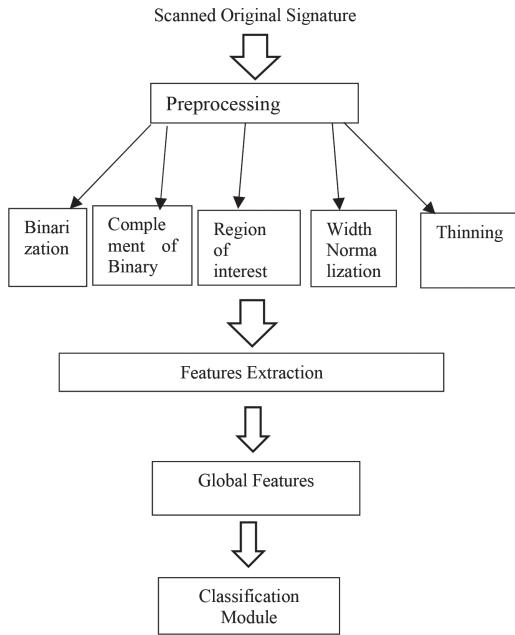 Scanned Original Signature
Preprocessing
Binari
zation
Comple
ment of
Binary
Region
of
interest
Width
Norma
lization
Thinning
Features Extraction
Global Features
Classification
Module